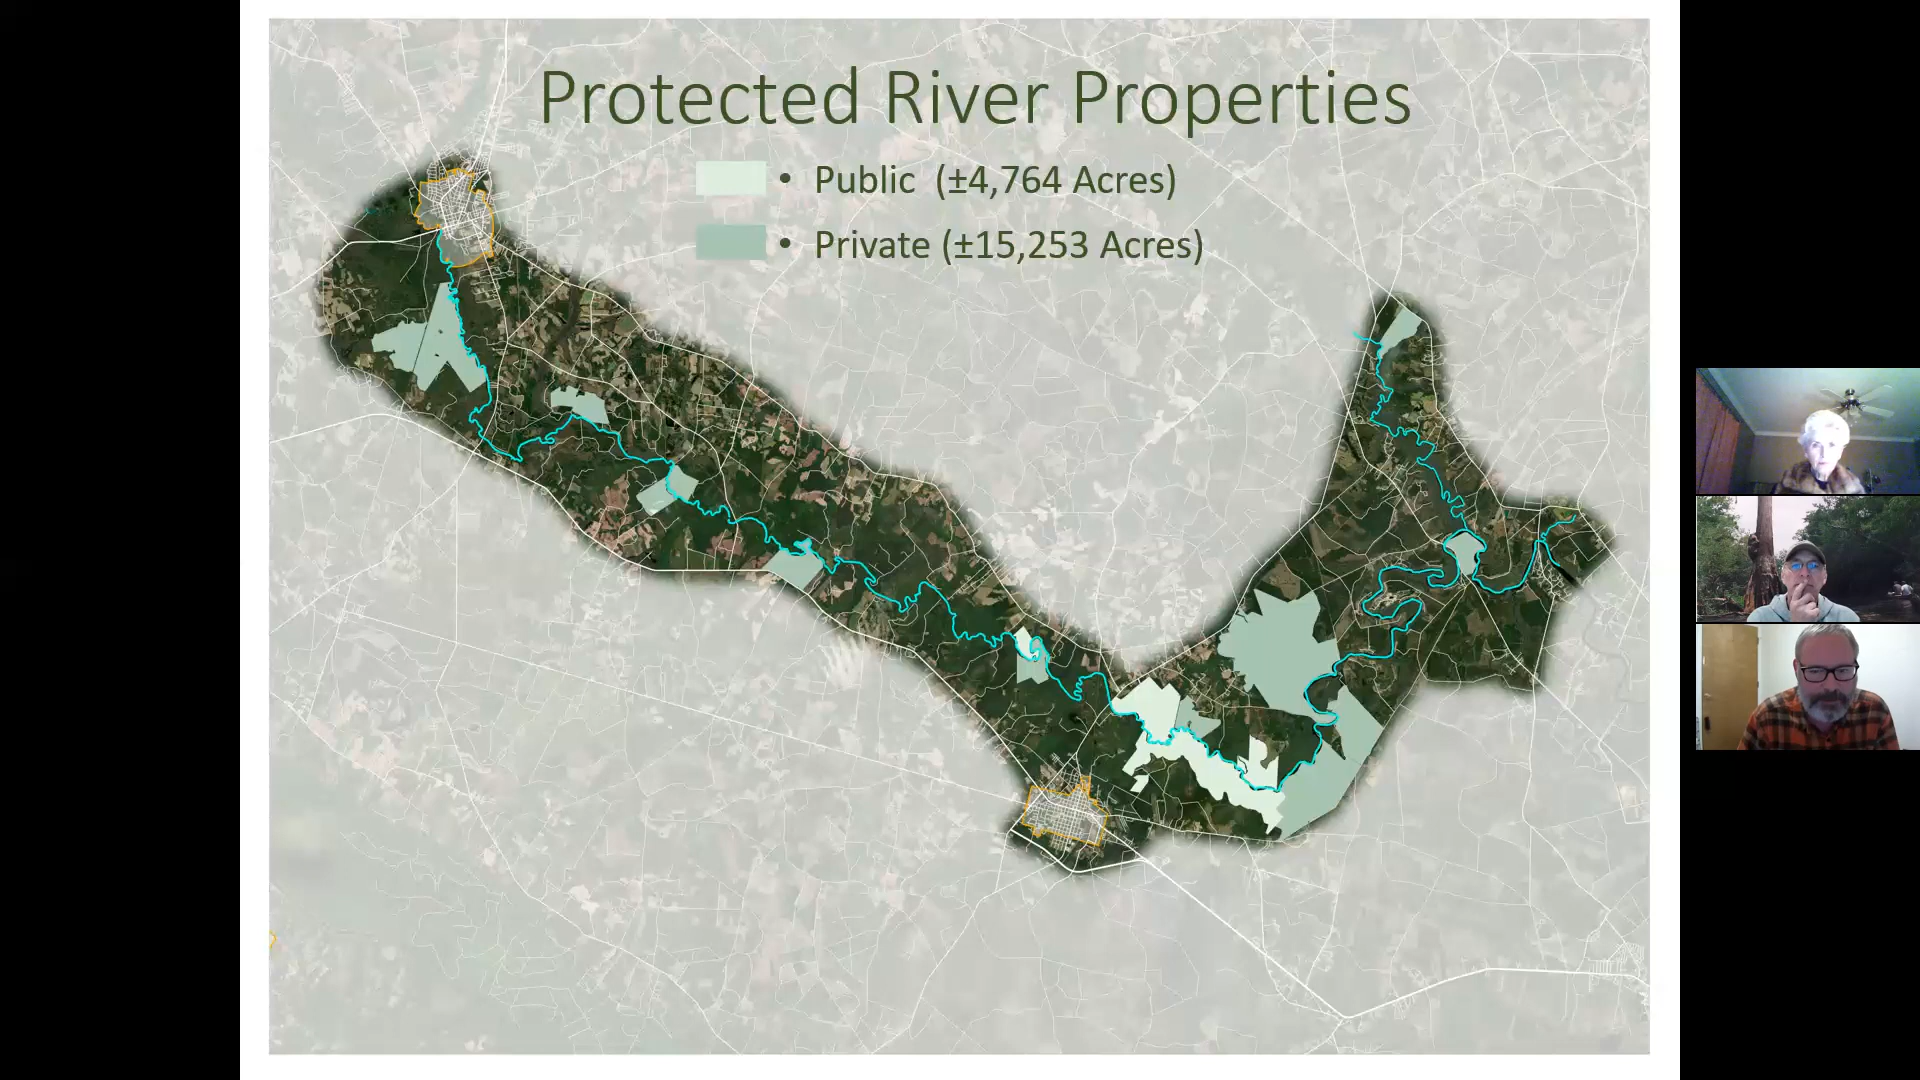 Protected River Properties
• Public (±4,764 Acres)
• Private (±15,253 Acres)